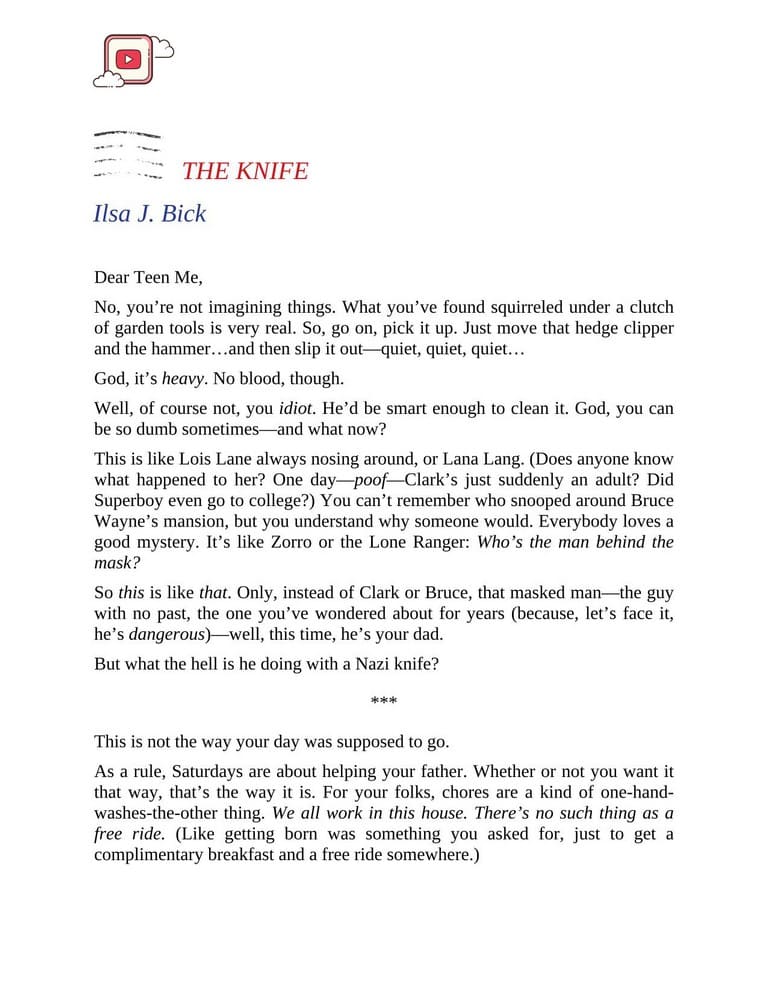 THE KNIFE
Ilsa J. Bick
Dear Teen Me,
No, you’re not imagining things. What you’ve found squirreled under a clutch
of garden tools is very real. So, go on, pick it up. Just move that hedge clipper
and the hammer…and then slip it out—quiet, quiet, quiet…
God, it’s heavy. No blood, though.
Well, of course not, you idiot. He’d be smart enough to clean it. God, you can
be so dumb sometimes—and what now?
This is like Lois Lane always nosing around, or Lana Lang. (Does anyone know
what happened to her? One day—poof—Clark’s just suddenly an adult? Did
Superboy even go to college?) You can’t remember who snooped around Bruce
Wayne’s mansion, but you understand why someone would. Everybody loves a
good mystery. It’s like Zorro or the Lone Ranger: Who’s the man behind the
mask?
So this is like that. Only, instead of Clark or Bruce, that masked man—the guy
with no past, the one you’ve wondered about for years (because, let’s face it,
he’s dangerous)—well, this time, he’s your dad.
But what the hell is he doing with a Nazi knife?
***
This is not the way your day was supposed to go.
As a rule, Saturdays are about helping your father. Whether or not you want it
that way, that’s the way it is. For your folks, chores are a kind of one-hand-
washes-the-other thing. We all work in this house. There’s no such thing as a
free ride. (Like getting born was something you asked for, just to get a
complimentary breakfast and a free ride somewhere.)